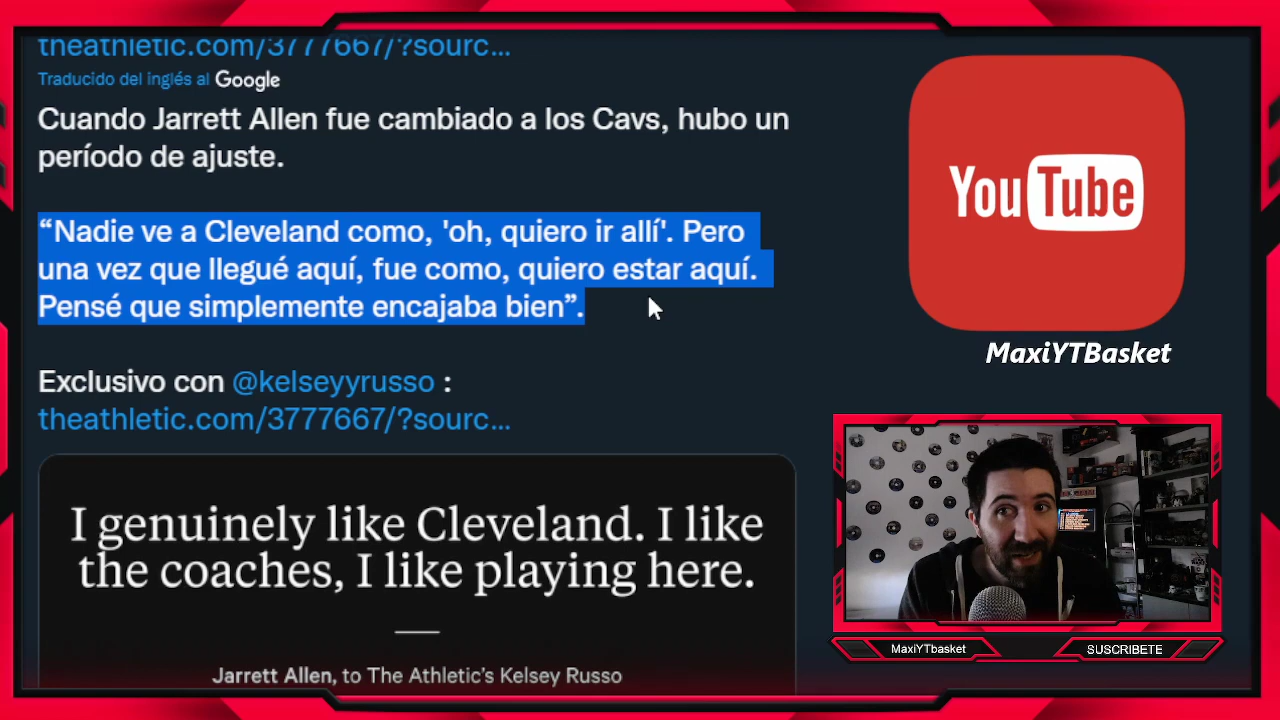 theathletic.com/3777667/?sourc...
Traducido del inglés al Google
Cuando Jarrett Allen fue cambiado a los Cavs, hubo un
período de ajuste.
“Nadie ve a Cleveland como, 'oh, quiero ir allí'. Pero
una vez que llegué aquí, fue como, quiero estar aquí.
Pensé que simplemente encajaba bien”.
Exclusivo con @kelseyyrusso :
theathletic.com/3777667/?sourc...
I genuinely like Cleveland. I like
the coaches, I like playing here.
Jarrett Allen, to The Athletic’s Kelsey Russo
YouTube
MaxiYTBasket
MaxiYTbasket
SUSCRIBETE